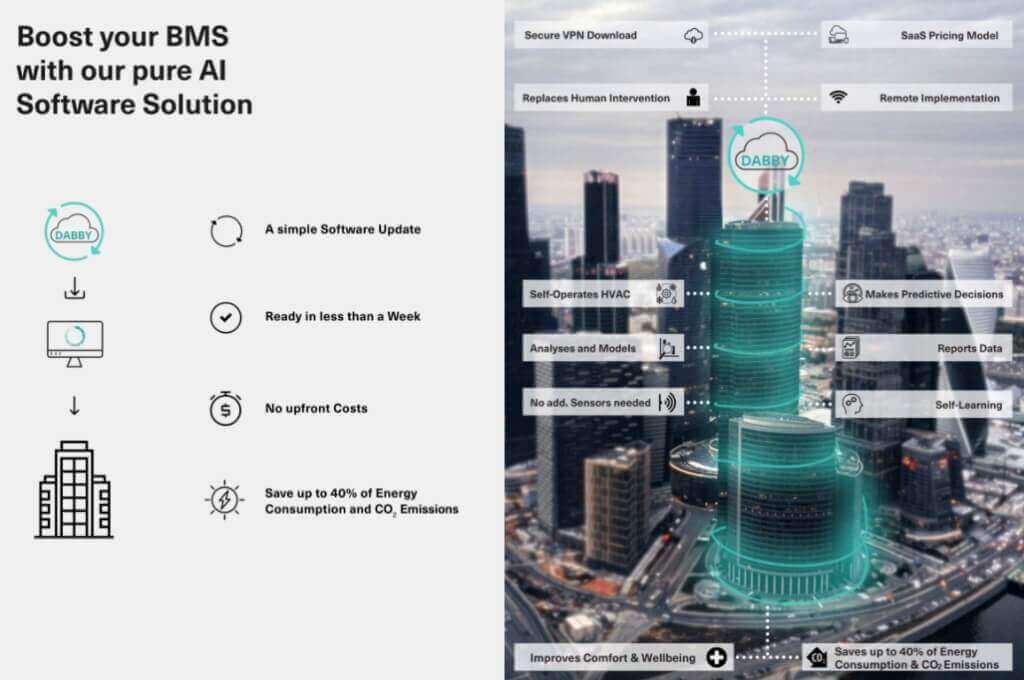 Boost your BMS
with our pure AI
Software Solution
DABBY
A simple Software Update
Ready in less than a Week
$
No upfront Costs
Save up to 40% of Energy
Consumption and CO₂ Emissions
Secure VPN Download
SaaS Pricing Model
Replaces Human Intervention
Remote Implementation
DABBY
Self-Operates HVAC
Makes Predictive Decisions
Analyses and Models
Reports Data
No add. Sensors needed
Self-Learning
Improves Comfort & Wellbeing
CO₂
Saves up to 40% of Energy
Consumption & CO₂ Emissions